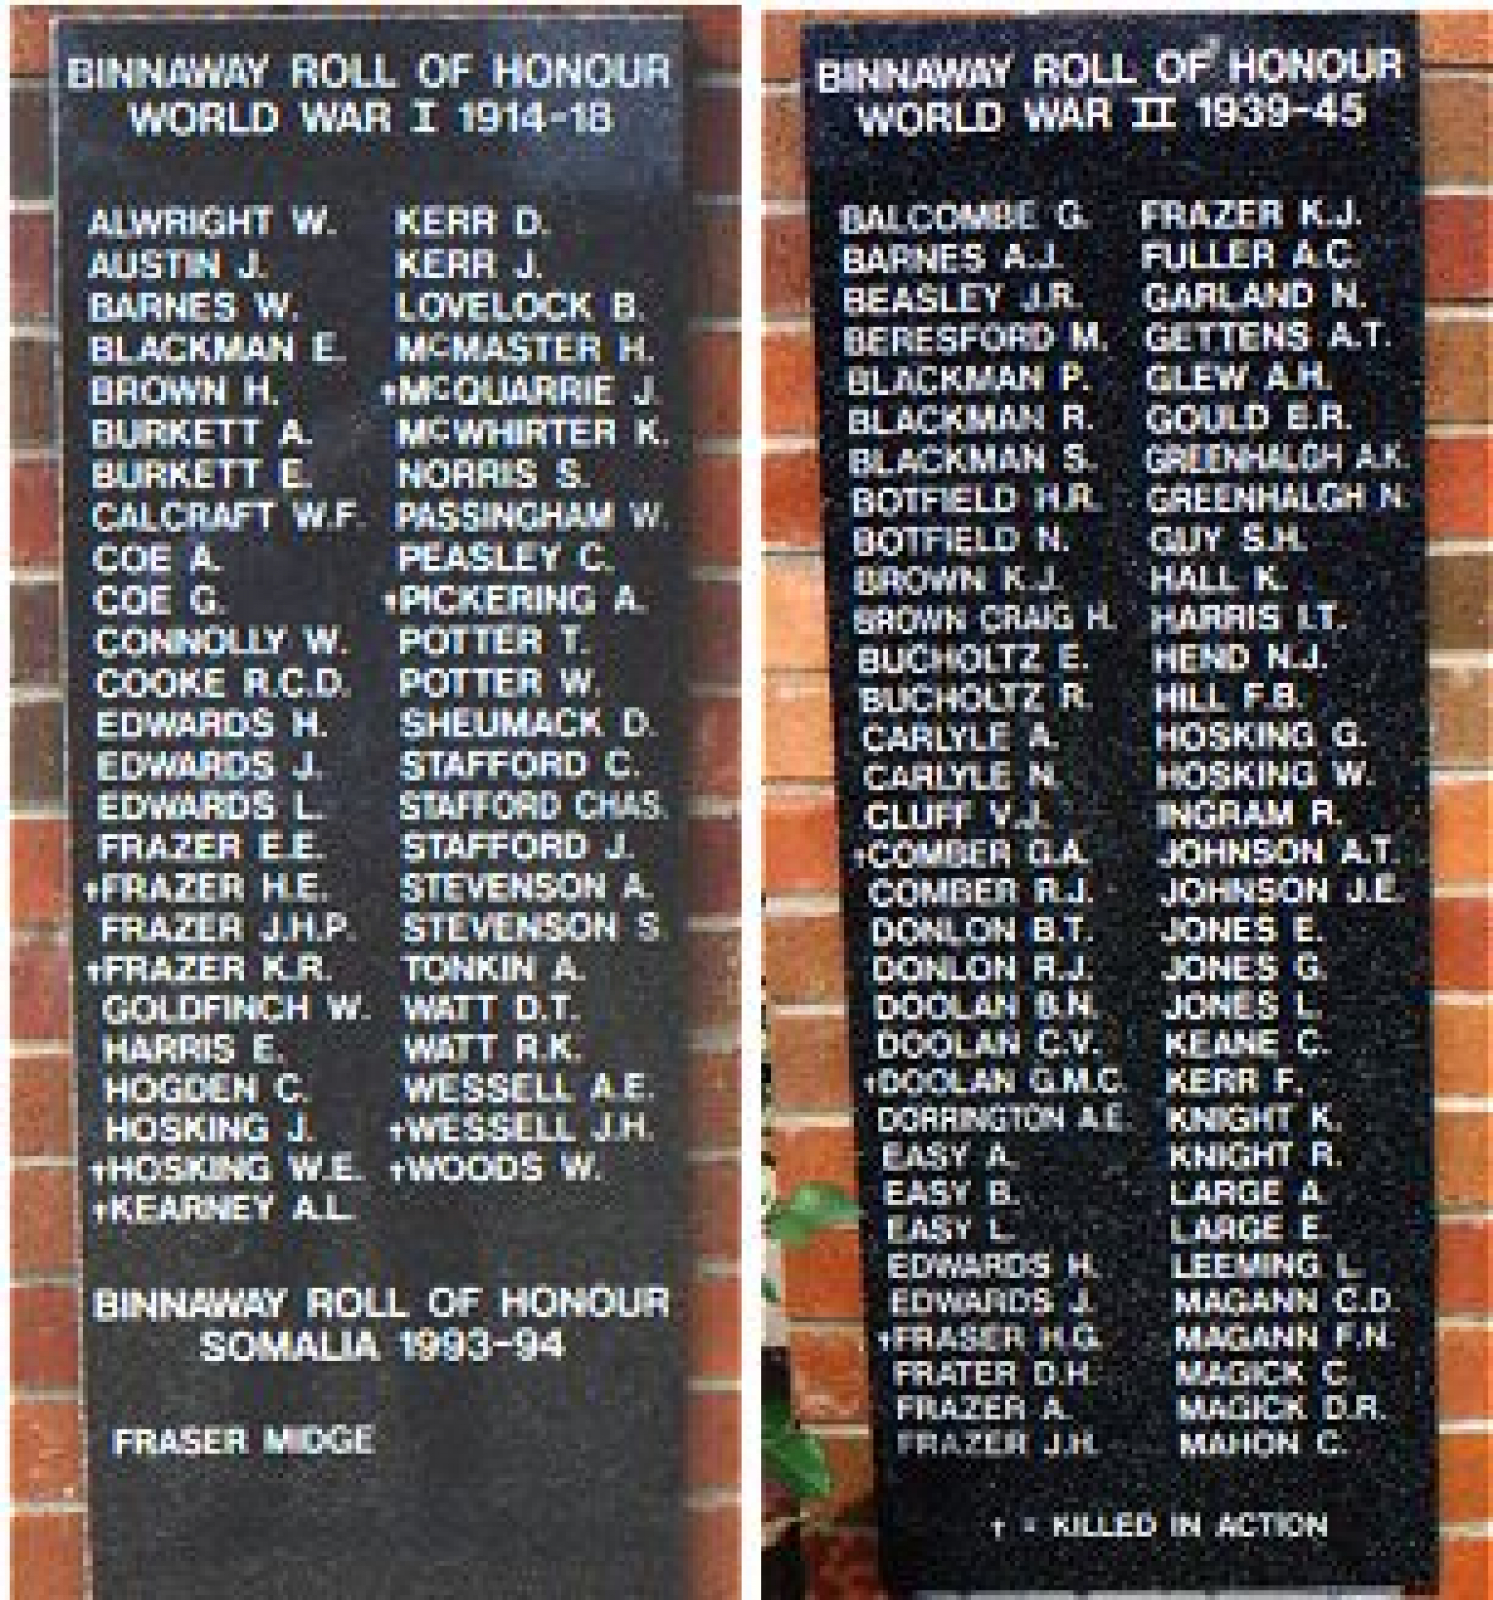 BINNAWAY ROLL OF HONOUR
WORLD WAR I 1914-18
ALWRIGHT W.
AUSTIN J.
BARNES W.
BLACKMAN E.
BROWN H.
BURKETT A.
BURKETT E.
CALCRAFT W.F.
COE A.
COE G.
CONNOLLY W.
COOKE R.C.D.
EDWARDS H.
EDWARDS J.
EDWARDS L.
FRAZER E.E.
†FRAZER H.E.
FRAZER J.H.P.
†FRAZER K.R.
GOLDFINCH W.
HARRIS E.
HOGDEN C.
HOSKING J.
†HOSKING W.E.
†KEARNEY A.L.
KERR D.
KERR J.
LOVELOCK B.
McMASTER H.
†McQUARRIE J.
McWHIRTER K.
NORRIS S.
PASSINGHAM W.
PEASLEY C.
†PICKERING A.
POTTER T.
POTTER W.
SHEUMACK D.
STAFFORD C.
STAFFORD CHAS.
STAFFORD J.
STEVENSON A.
STEVENSON S.
TONKIN A.
WATT D.T.
WATT R.K.
WESSELL A.E.
†WESSELL J.H.
†WOODS W.
BINNAWAY ROLL OF HONOUR
SOMALIA 1993-94
FRASER MIDGE
BINNAWAY ROLL OF HONOUR
WORLD WAR II 1939-45
BALCOMBE G.
BARNES A.J.
BEASLEY J.R.
BERESFORD M.
BLACKMAN P.
BLACKMAN R.
BLACKMAN S.
BOTFIELD H.R.
BOTFIELD N.
BROWN K.J.
BROWN CRAIG H.
BUCHOLTZ E.
BUCHOLTZ R.
CARLYLE A.
CARLYLE N.
CLUFF V.J.
†COMBER G.A.
COMBER R.J.
DONLON B.T.
DONLON R.J.
DOOLAN B.N.
DOOLAN C.V.
†DOOLAN G.M.C.
DORRINGTON A.E.
EASY A.
EASY B.
EASY L.
EDWARDS H.
EDWARDS J.
†FRASER H.G.
FRATER D.H.
FRAZER A.
FRAZER J.H.
FRAZER K.J.
FULLER A.C.
GARLAND N.
GETTENS A.T.
GLEW A.H.
GOULD B.R.
GREENHALGH A.K.
GREENHALGH N.
GUY S.H.
HALL K.
HARRIS I.T.
HEND N.J.
HILL F.B.
HOSKING G.
HOSKING W.
INGRAM R.
JOHNSON A.T.
JOHNSON J.E.
JONES E.
JONES G.
JONES L.
KEANE C.
KERR F.
KNIGHT K.
KNIGHT R.
LARGE A.
LARGE E.
LEEMING L.
MAGANN C.D.
MAGANN F.N.
MAGICK C.
MAGICK D.R.
MAHON C.
† = KILLED IN ACTION